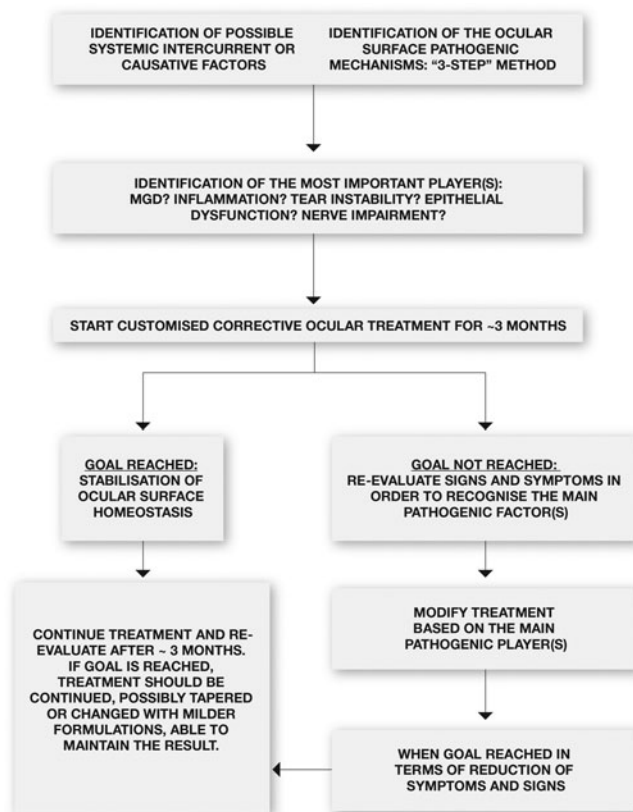 IDENTIFICATION OF POSSIBLE
SYSTEMIC INTERCURRENT OR
CAUSATIVE FACTORS
IDENTIFICATION OF THE OCULAR
SURFACE PATHOGENIC
MECHANISMS: “3-STEP” METHOD
IDENTIFICATION OF THE MOST IMPORTANT PLAYER(S):
MGD? INFLAMMATION? TEAR INSTABILITY? EPITHELIAL
DYSFUNCTION? NERVE IMPAIRMENT?
START CUSTOMISED CORRECTIVE OCULAR TREATMENT FOR ~3 MONTHS
GOAL REACHED:
STABILISATION OF
OCULAR SURFACE
HOMEOSTASIS
GOAL NOT REACHED:
RE-EVALUATE SIGNS AND SYMPTOMS IN
ORDER TO RECOGNISE THE MAIN
PATHOGENIC FACTOR(S)
CONTINUE TREATMENT AND RE-
EVALUATE AFTER ~ 3 MONTHS.
IF GOAL IS REACHED,
TREATMENT SHOULD BE
CONTINUED, POSSIBLY TAPERED
OR CHANGED WITH MILDER
FORMULATIONS, ABLE TO
MAINTAIN THE RESULT.
MODIFY TREATMENT
BASED ON THE MAIN
PATHOGENIC PLAYER(S)
WHEN GOAL REACHED IN
TERMS OF REDUCTION OF
SYMPTOMS AND SIGNS